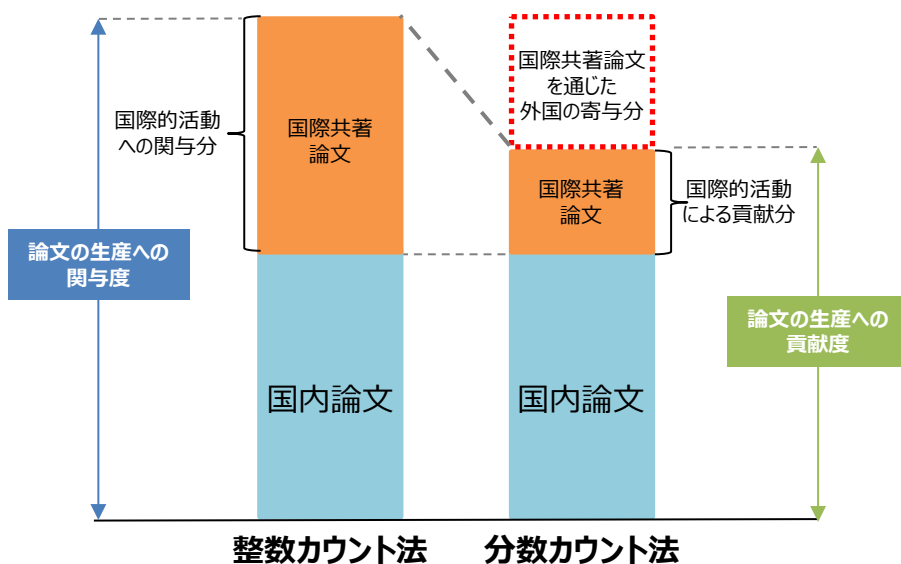 国際的活動
への関与分
国際共著
論文
国際共著論文
を通じた
外国の寄与分
国際共著
論文
国際的活動
による貢献分
論文の生産への
関与度
論文の生産への
貢献度
国内論文
国内論文
整数カウント法
分数カウント法